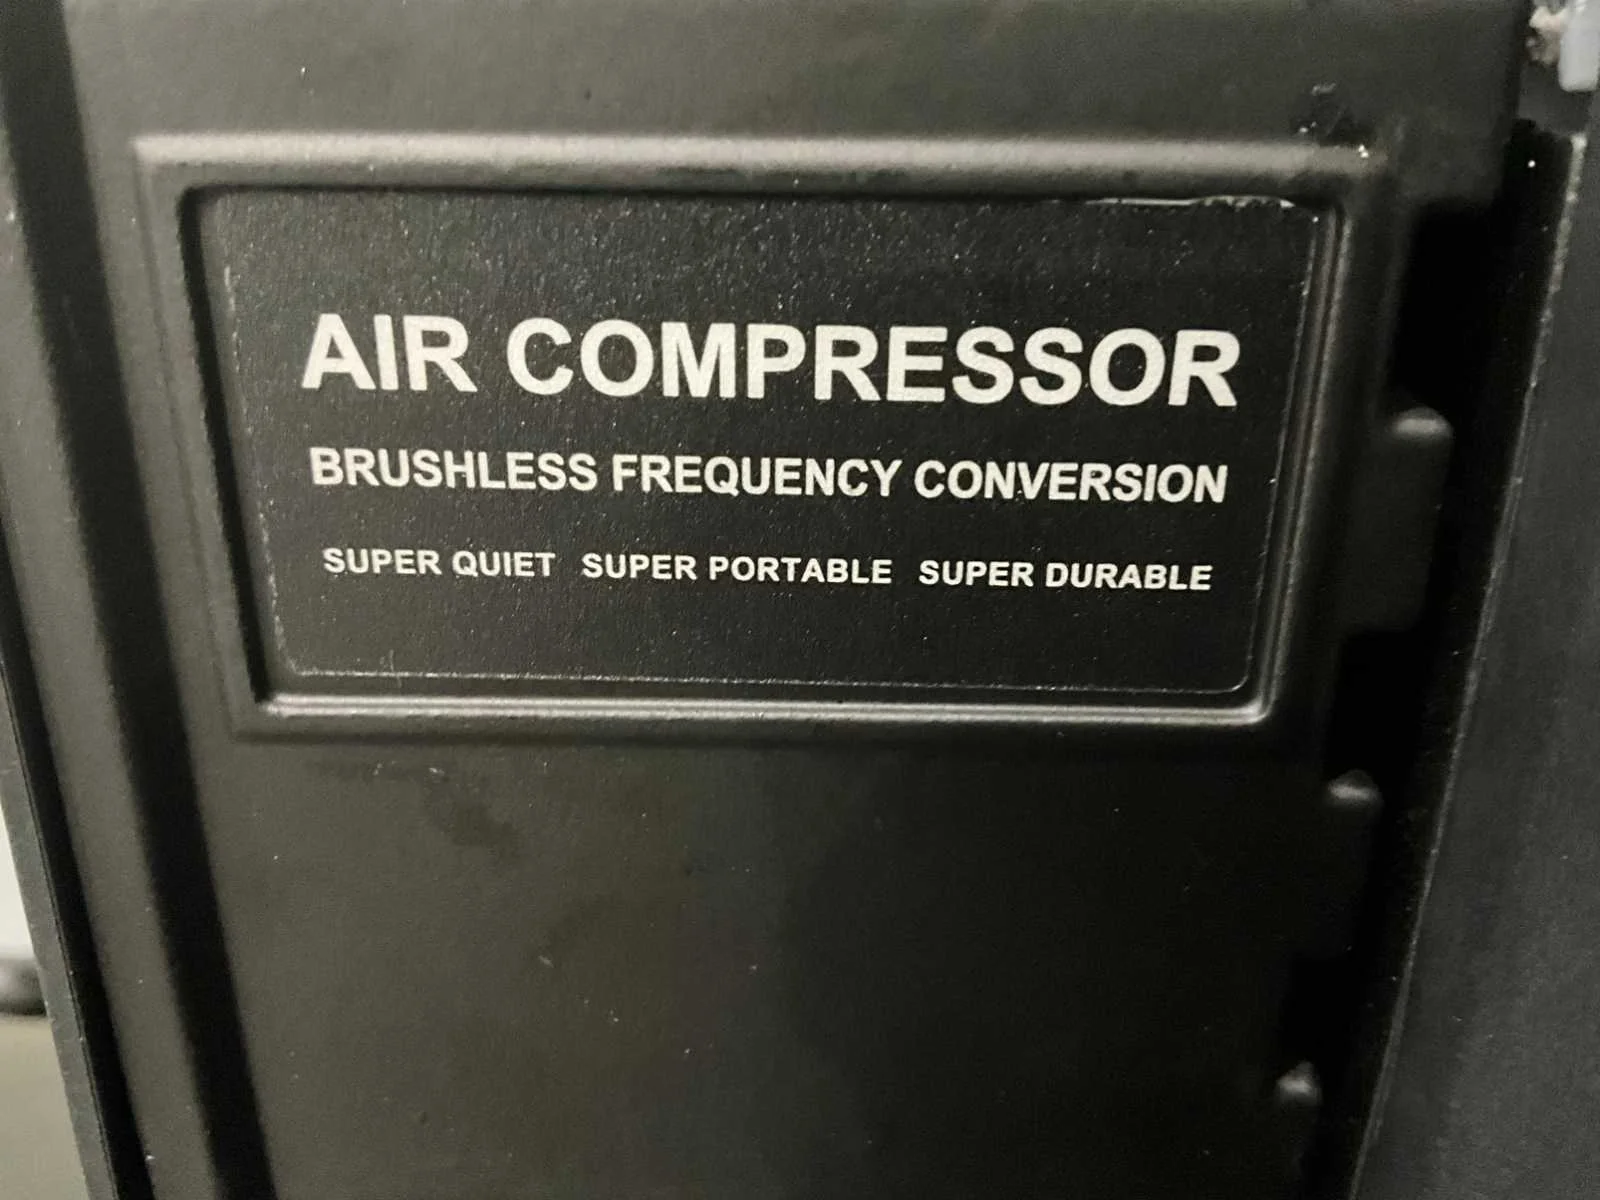 AIR COMPRESSOR
BRUSHLESS FREQUENCY CONVERSION
SUPER QUIET SUPER PORTABLE SUPER DURABLE